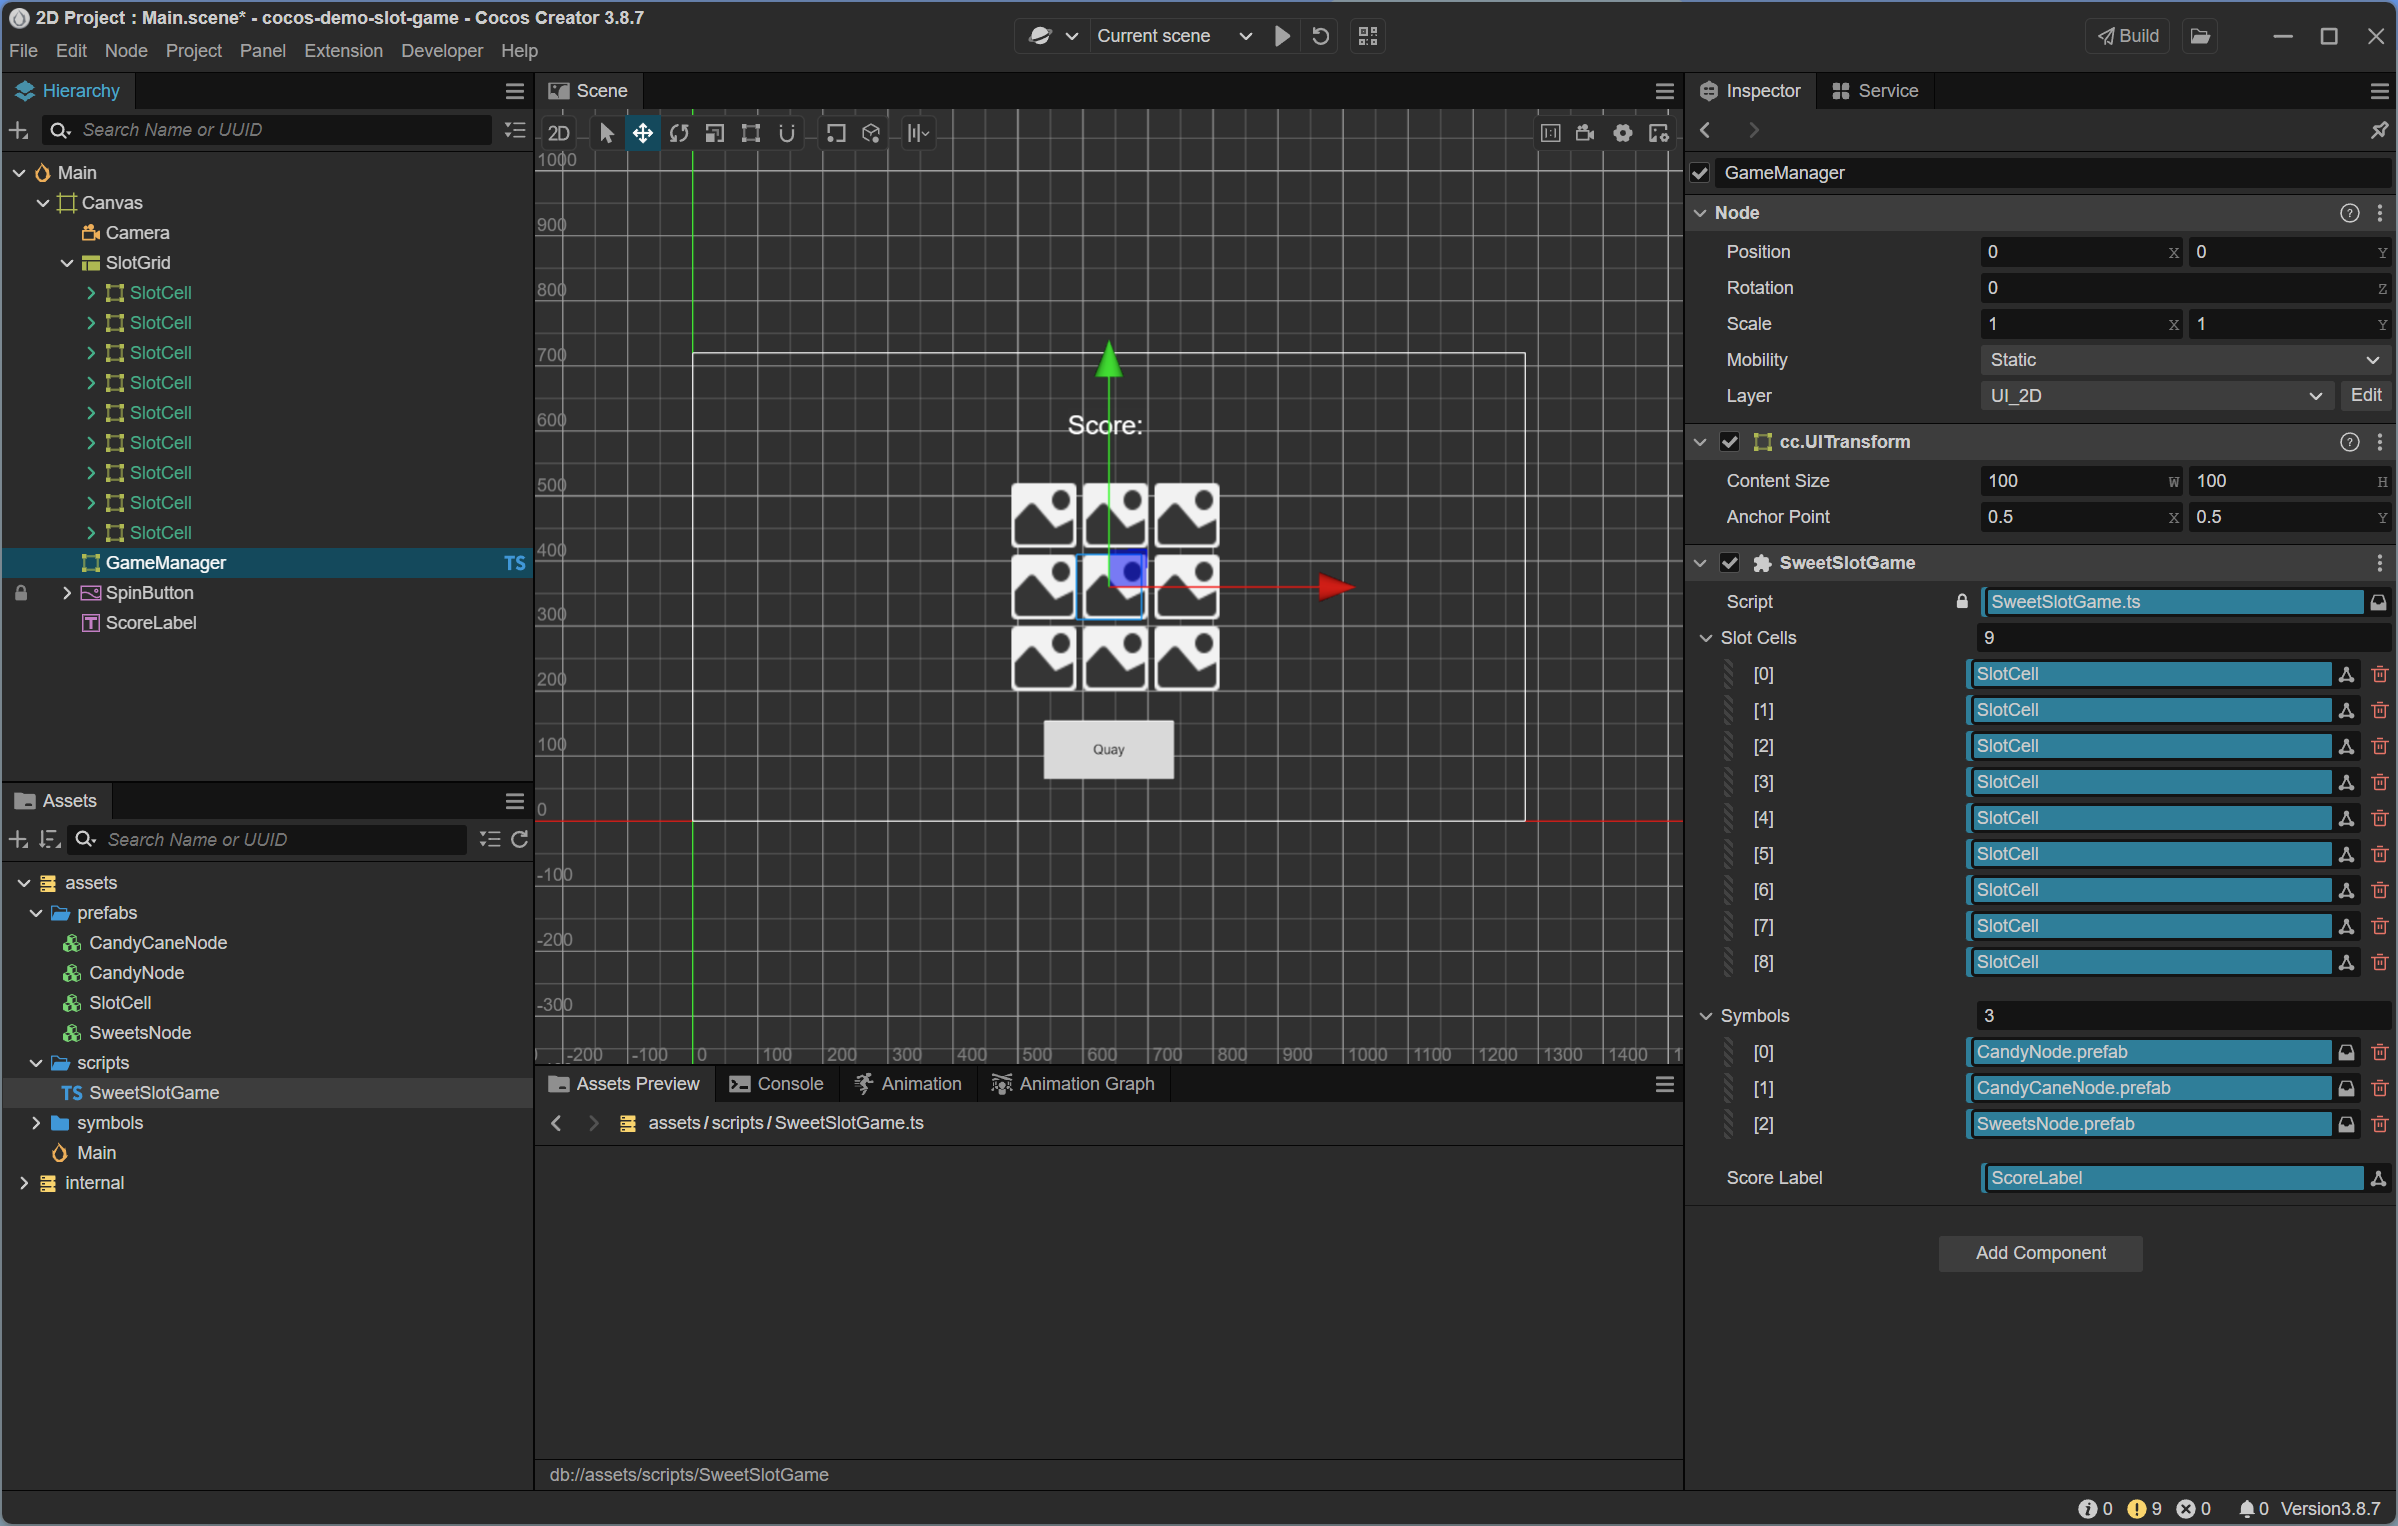 2D Project : Main.scene* - cocos-demo-slot-game - Cocos Creator 3.8.7
File Edit Node Project Panel Extension Developer Help
Current scene
Build
Hierarchy
Search Name or UUID
Main
Canvas
Camera
SlotGrid
SlotCell
SlotCell
SlotCell
SlotCell
SlotCell
SlotCell
SlotCell
SlotCell
SlotCell
GameManager TS
SpinButton
ScoreLabel
Assets
Search Name or UUID
assets
prefabs
CandyCaneNode
CandyNode
SlotCell
SweetsNode
scripts
TS SweetSlotGame
symbols
Main
internal
Scene
2D
1000
900
800
700
600
500
400
300
200
100
0
-100
-200
-300
Score:
Quay
-200 -100 0 100 200 300 400 500 600 700 800 900 1000 1100 1200 1300 1400
Assets Preview Console Animation Animation Graph
assets / scripts / SweetSlotGame.ts
db://assets/scripts/SweetSlotGame
Inspector Service
GameManager
Node
Position 0 X 0 Y
Rotation 0 Z
Scale 1 X 1 Y
Mobility Static
Layer UI_2D Edit
cc.UITransform
Content Size 100 W 100 H
Anchor Point 0.5 X 0.5 Y
SweetSlotGame
Script SweetSlotGame.ts
Slot Cells 9
[0] SlotCell
[1] SlotCell
[2] SlotCell
[3] SlotCell
[4] SlotCell
[5] SlotCell
[6] SlotCell
[7] SlotCell
[8] SlotCell
Symbols 3
[0] CandyNode.prefab
[1] CandyCaneNode.prefab
[2] SweetsNode.prefab
Score Label ScoreLabel
Add Component
0 9 0 0 Version3.8.7